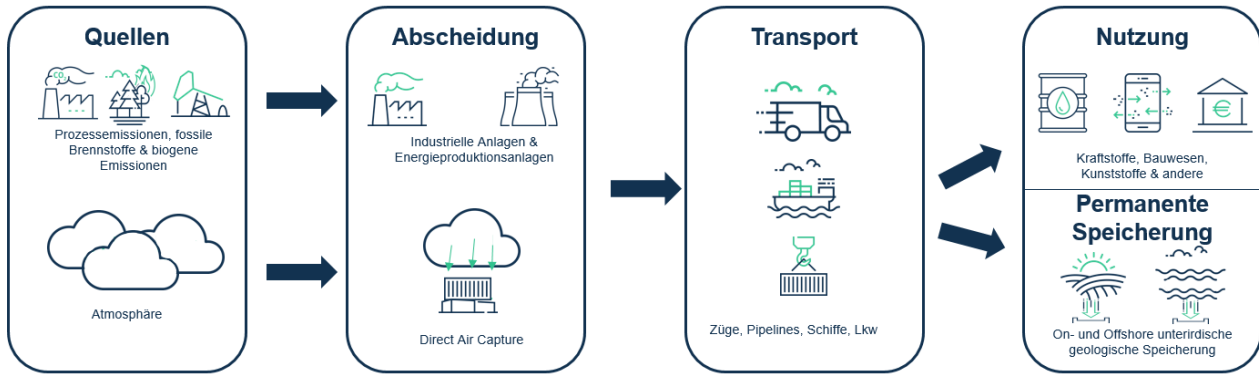 Quellen
CO₂
Prozessemissionen, fossile
Brennstoffe & biogene
Emissionen
Atmosphäre
Abscheidung
Industrielle Anlagen &
Energieproduktionsanlagen
Direct Air Capture
Transport
Züge, Pipelines, Schiffe, Lkw
Nutzung
€
Kraftstoffe, Bauwesen,
Kunststoffe & andere
Permanente
Speicherung
On- und Offshore unterirdische
geologische Speicherung